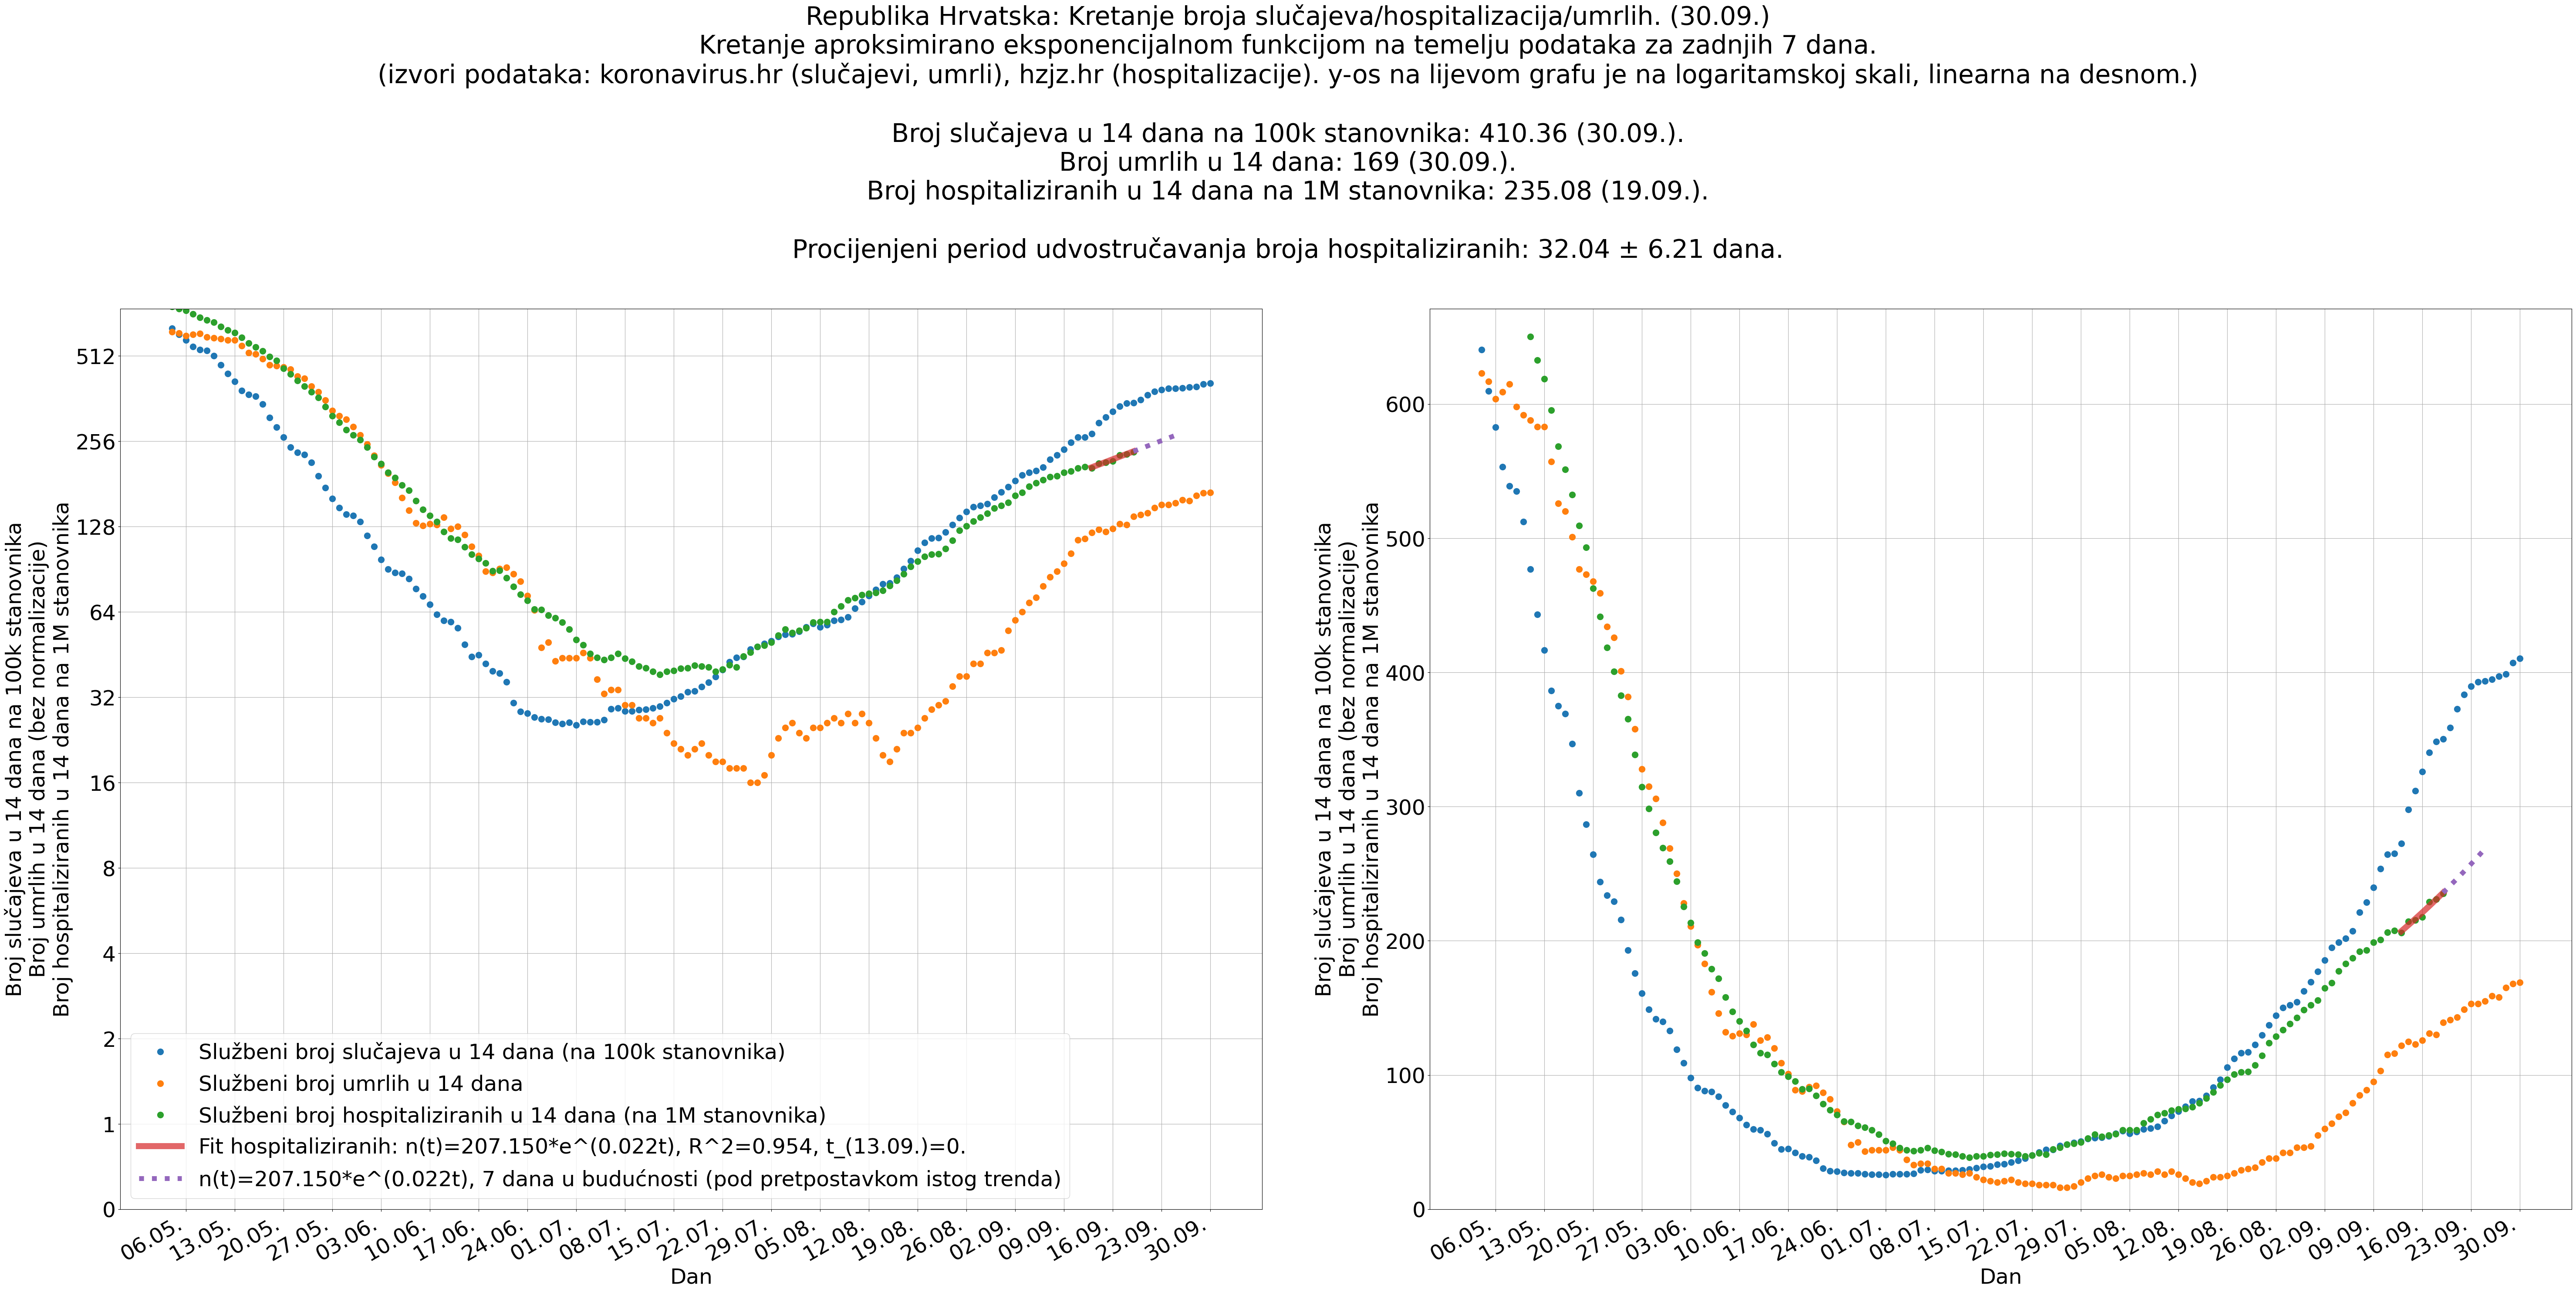 Republika Hrvatska: Kretanje broja slučajeva/hospitalizacija/umrlih. (30.09.)
Kretanje aproksimirano eksponencijalnom funkcijom na temelju podataka za zadnjih 7 dana.
(izvori podataka: koronavirus.hr (slučajevi, umrli), hzjz.hr (hospitalizacije). y-os na lijevom grafu je na logaritamskoj skali, linearna na desnom.)
Broj slučajeva u 14 dana na 100k stanovnika: 410.36 (30.09.).
Broj umrlih u 14 dana: 169 (30.09.).
Broj hospitaliziranih u 14 dana na 1M stanovnika: 235.08 (19.09.).
Procijenjeni period udvostručavanja broja hospitaliziranih: 32.04 ± 6.21 dana.
Broj slučajeva u 14 dana na 100k stanovnika
Broj umrlih u 14 dana (bez normalizacije)
Broj hospitaliziranih u 14 dana na 1M stanovnika
512
256
128
64
32
16
8
4
2
1
0
Službeni broj slučajeva u 14 dana (na 100k stanovnika)
Službeni broj umrlih u 14 dana
Službeni broj hospitaliziranih u 14 dana (na 1M stanovnika)
Fit hospitaliziranih: n(t)=207.150*e^(0.022t), R^2=0.954, t_(13.09.)=0.
n(t)=207.150*e^(0.022t), 7 dana u budućnosti (pod pretpostavkom istog trenda)
06.05. 13.05. 20.05. 27.05. 03.06. 10.06. 17.06. 24.06. 01.07. 08.07. 15.07. 22.07. 29.07. 05.08. 12.08. 19.08. 26.08. 02.09. 09.09. 16.09. 23.09. 30.09.
Dan
Broj slučajeva u 14 dana na 100k stanovnika
Broj umrlih u 14 dana (bez normalizacije)
Broj hospitaliziranih u 14 dana na 1M stanovnika
600
500
400
300
200
100
0
06.05. 13.05. 20.05. 27.05. 03.06. 10.06. 17.06. 24.06. 01.07. 08.07. 15.07. 22.07. 29.07. 05.08. 12.08. 19.08. 26.08. 02.09. 09.09. 16.09. 23.09. 30.09.
Dan